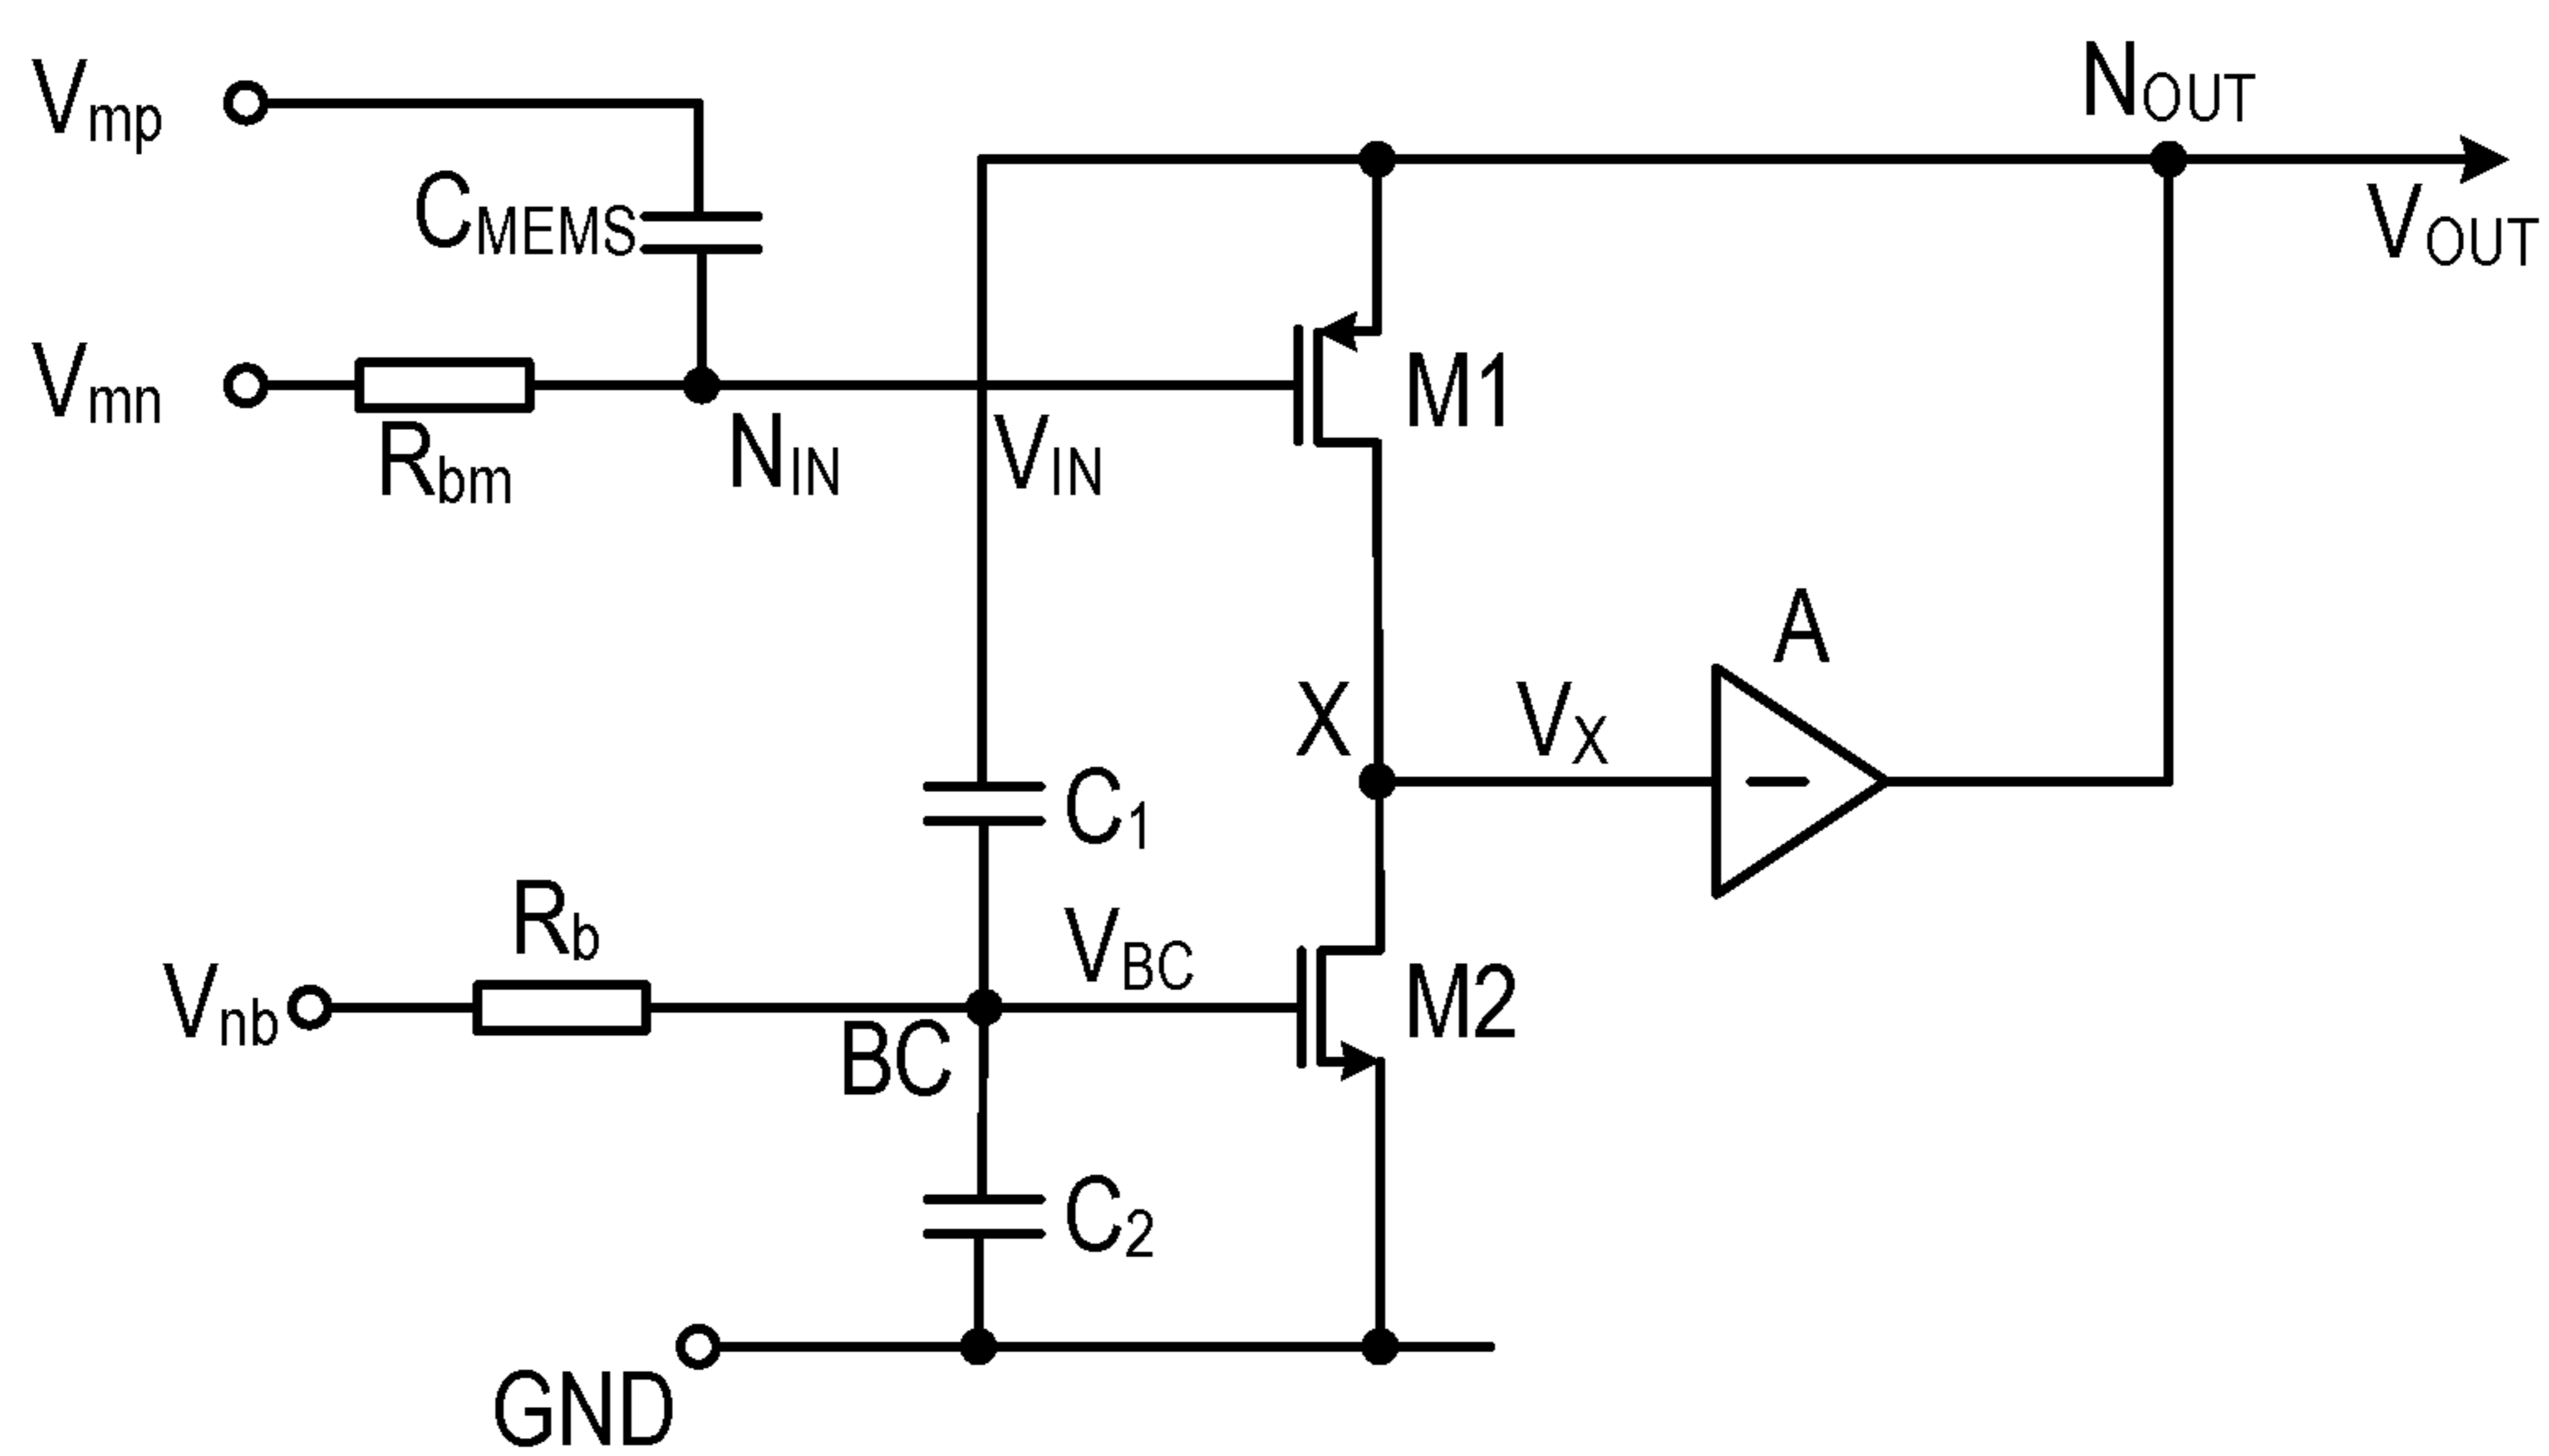 Vmp
NOUT
CMEMS
VOUT
Vmn
M1
Rbm
NIN
VIN
A
X
VX
C1
Rb
VBC
Vnb
M2
BC
C2
GND